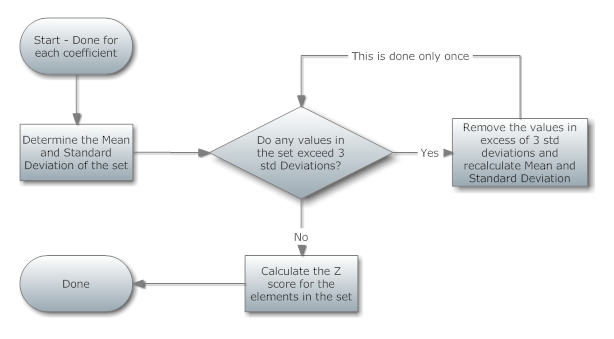 Start - Done for
each coefficient
This is done only once
Determine the Mean
and Standard
Deviation of the set
Do any values in
the set exceed 3
std Deviations?
Yes
Remove the values in
excess of 3 std
deviations and
recalculate Mean and
Standard Deviation
No
Calculate the Z
score for the
elements in the set
Done